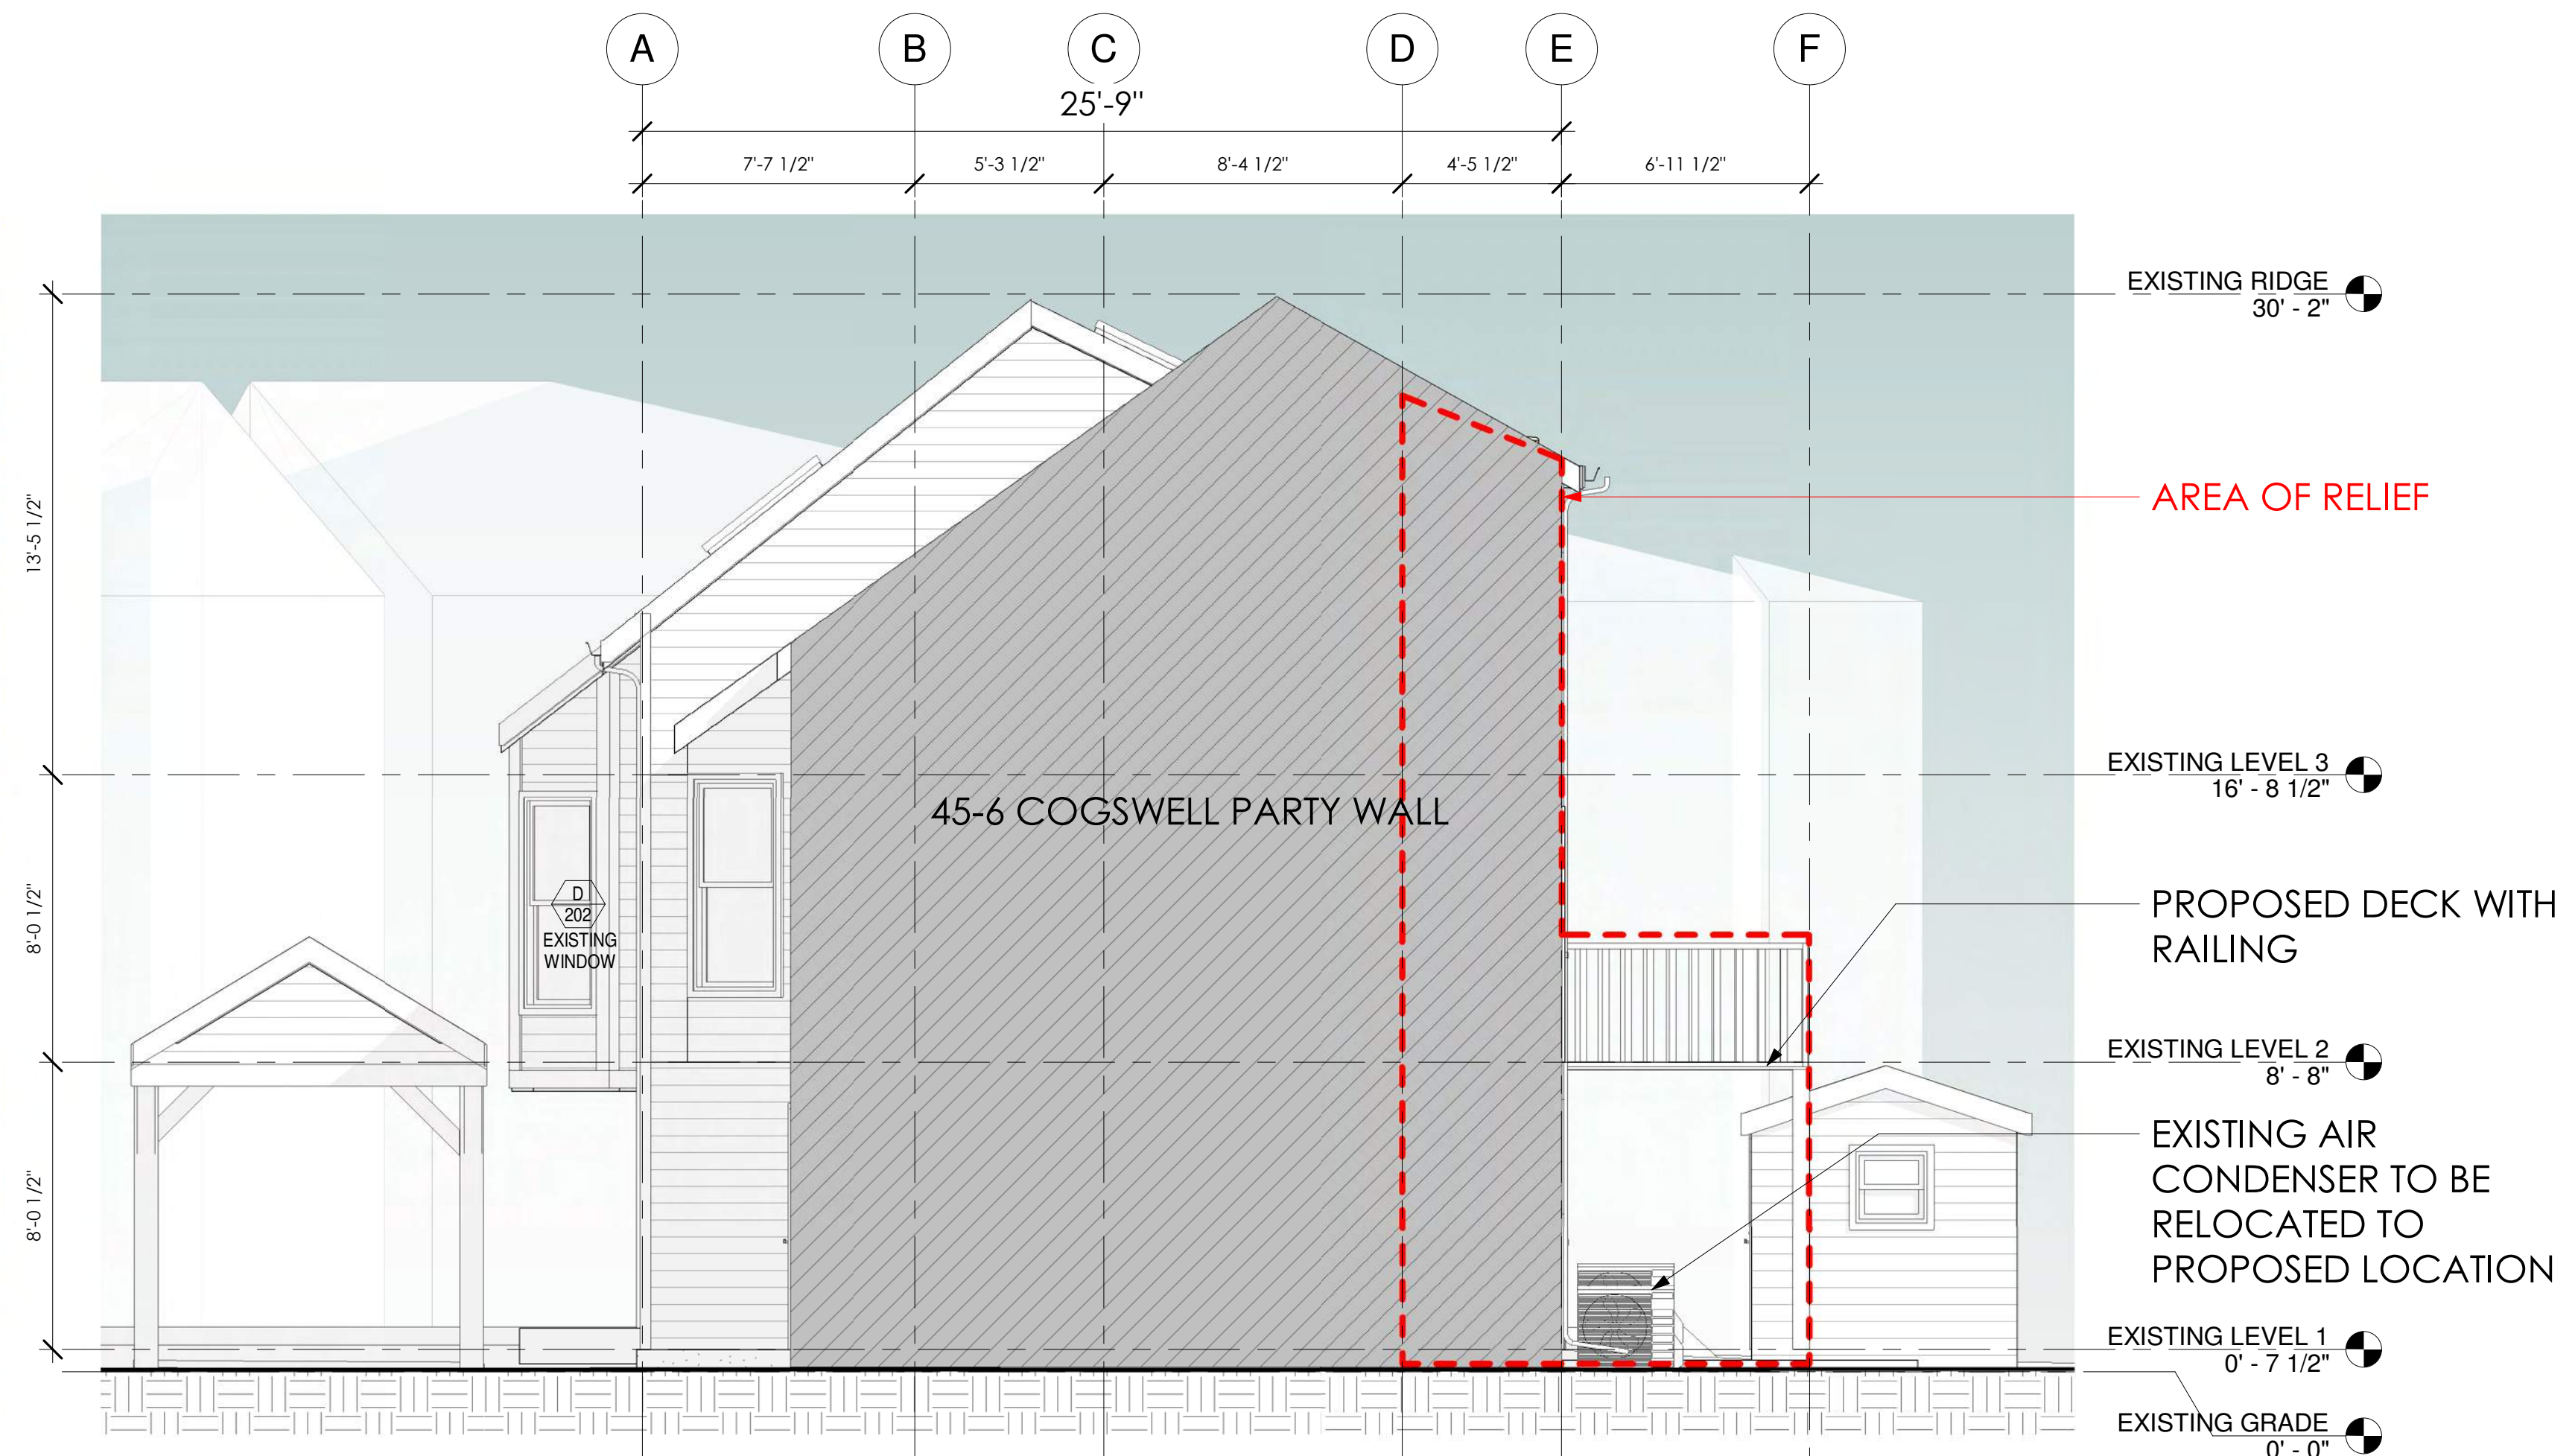 A
B
C
D
E
F
25'-9"
7'-7 1/2"
5'-3 1/2"
8'-4 1/2"
4'-5 1/2"
6'-11 1/2"
EXISTING RIDGE
30' - 2"
AREA OF RELIEF
13'-5 1/2"
EXISTING LEVEL 3
16' - 8 1/2"
45-6 COGSWELL PARTY WALL
8'-0 1/2"
D
202
EXISTING
WINDOW
PROPOSED DECK WITH
RAILING
EXISTING LEVEL 2
8' - 8"
EXISTING AIR
CONDENSER TO BE
RELOCATED TO
PROPOSED LOCATION
8'-0 1/2"
EXISTING LEVEL 1
0' - 7 1/2"
EXISTING GRADE
0' - 0"